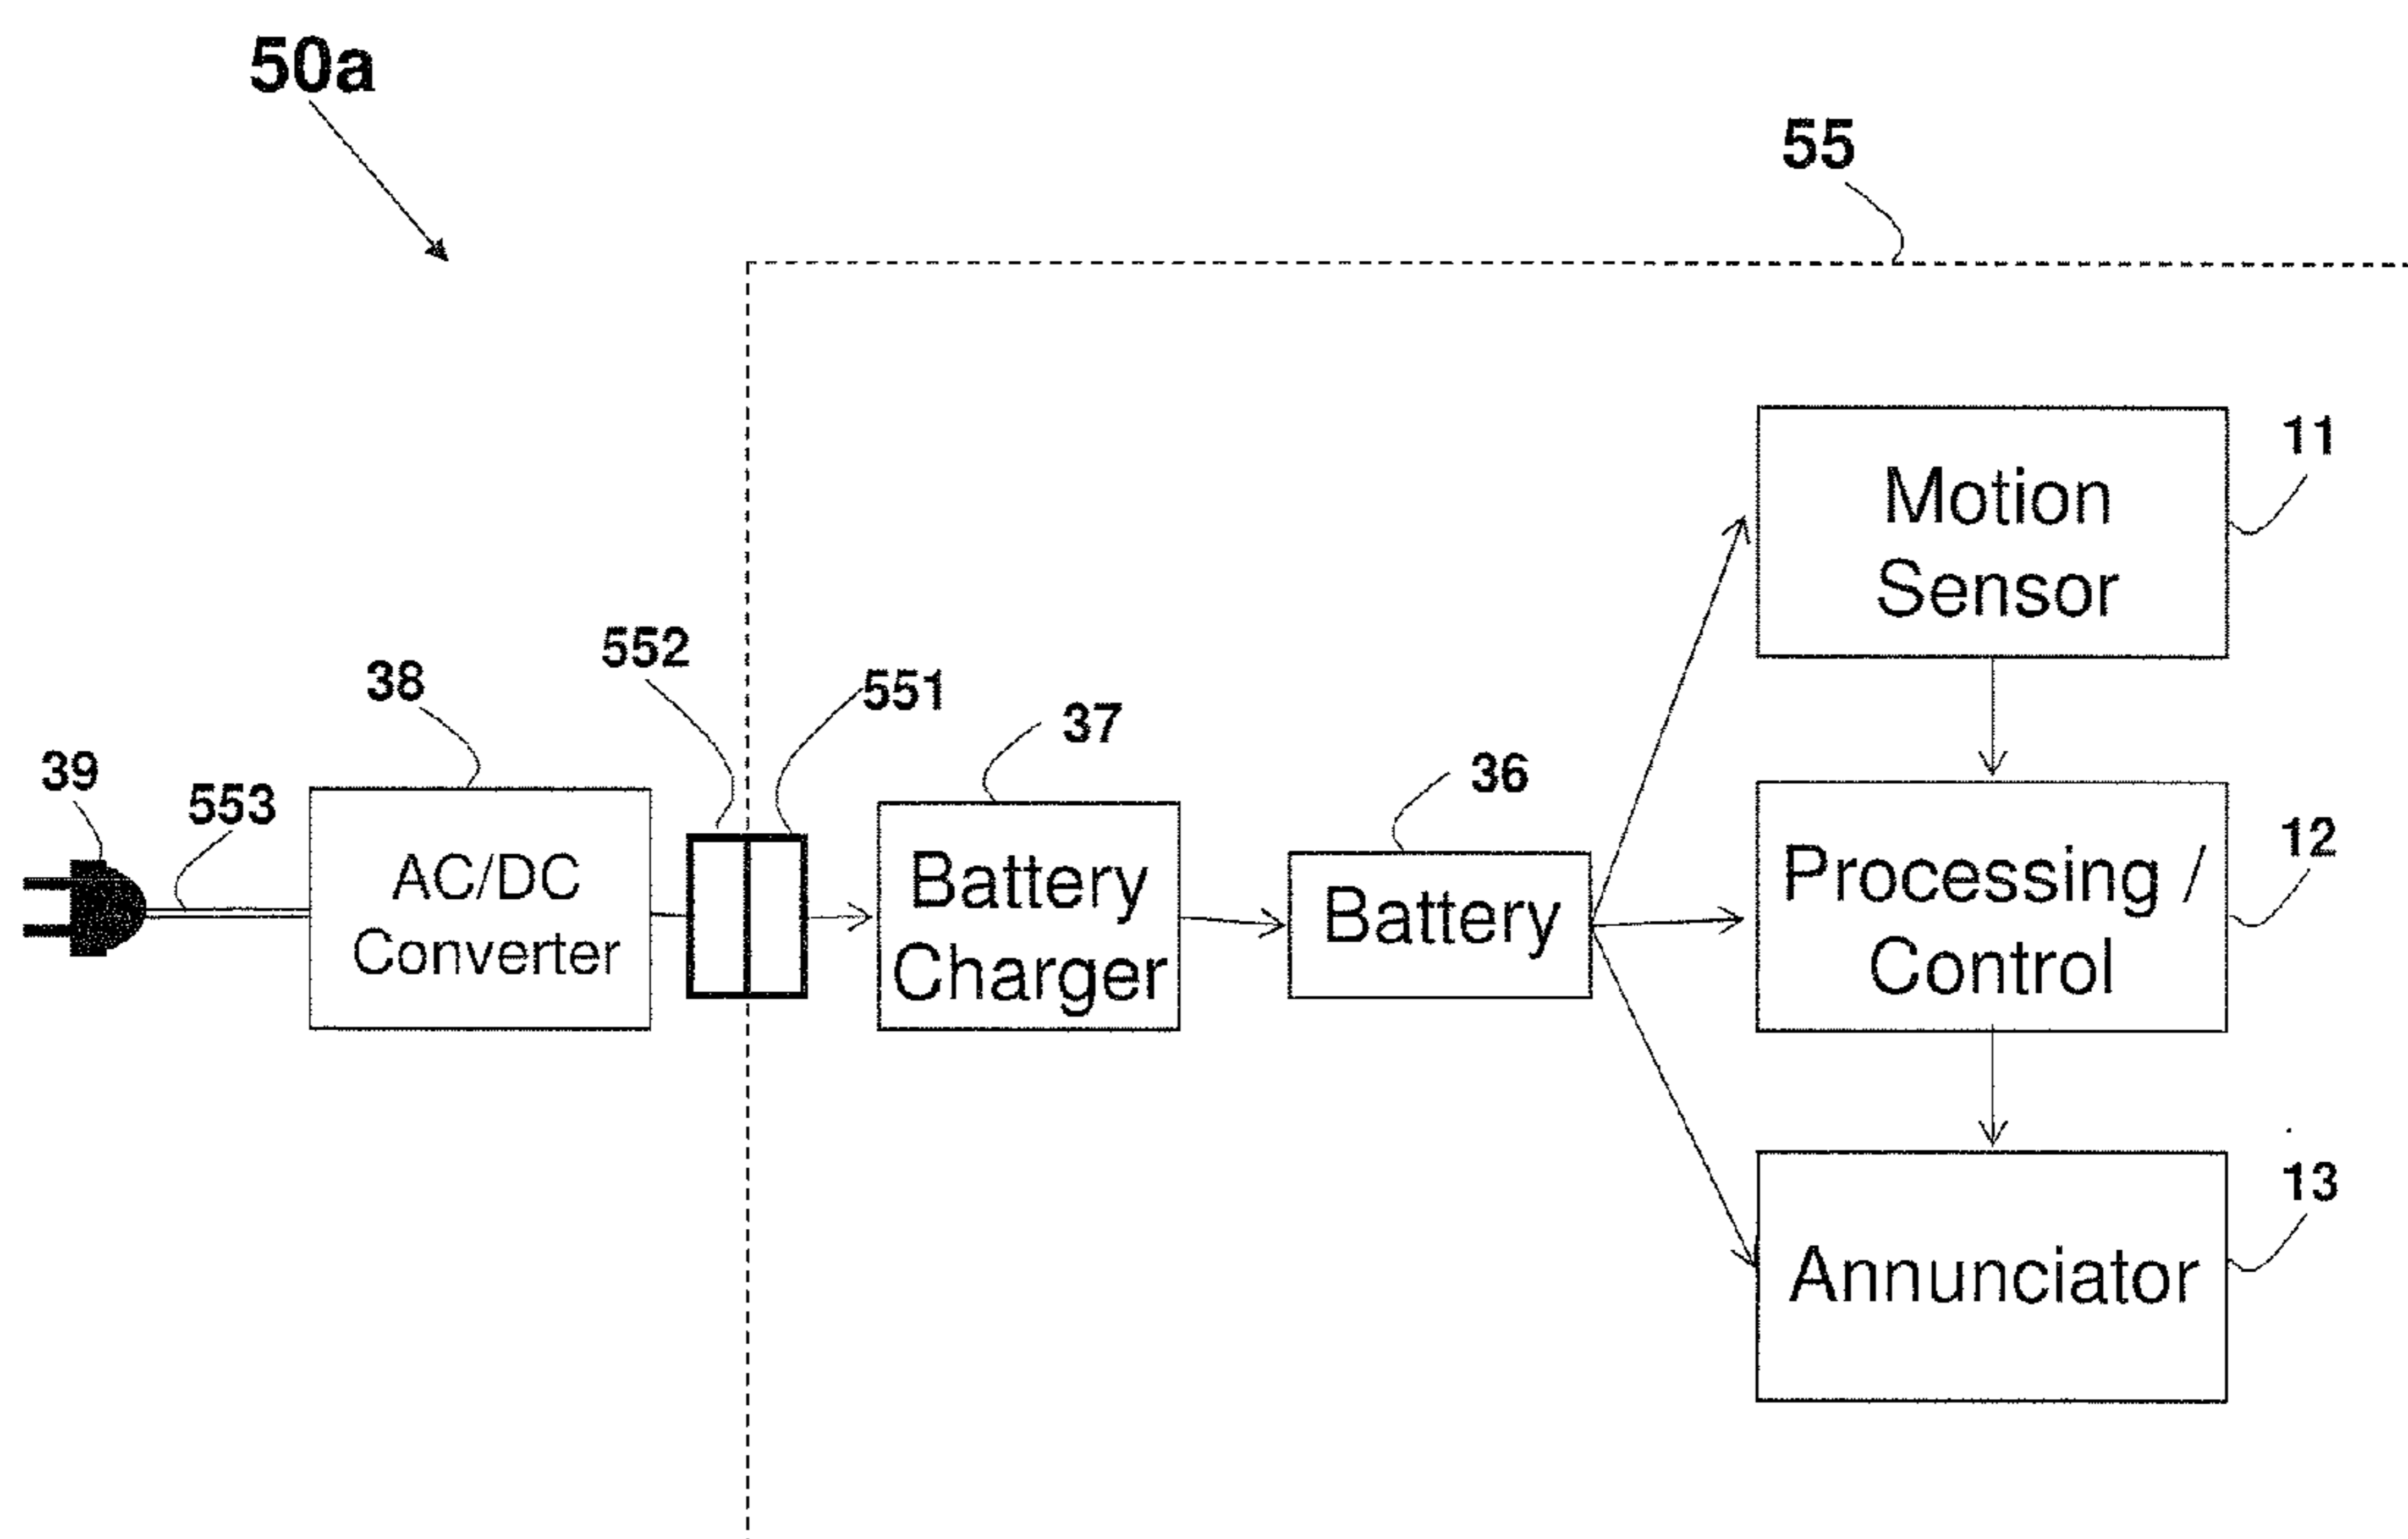 50a
55
11
Motion
Sensor
552
38
551
37
39
553
36
12
AC/DC
Converter
Battery
Charger
Battery
Processing /
Control
13
Annunciator